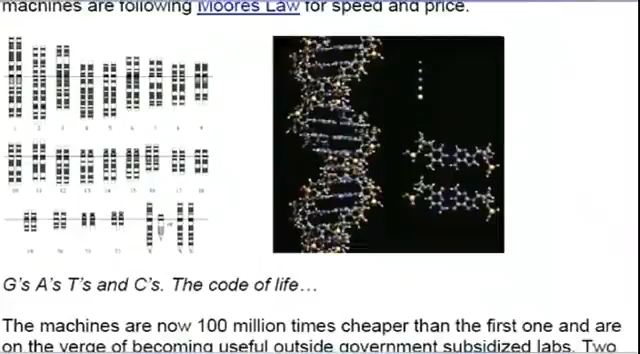 machines are following Moores Law for speed and price.
G's A's T's and C's. The code of life…
The machines are now 100 million times cheaper than the first one and are
on the verge of becoming useful outside government subsidized labs. Two